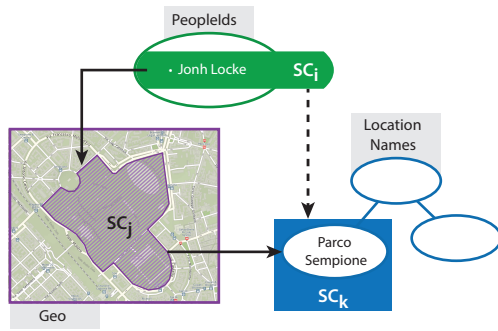 PeopleIds
• Jonh Locke SCi
Location
Names
SCj
Parco
Sempione
SCk
Geo